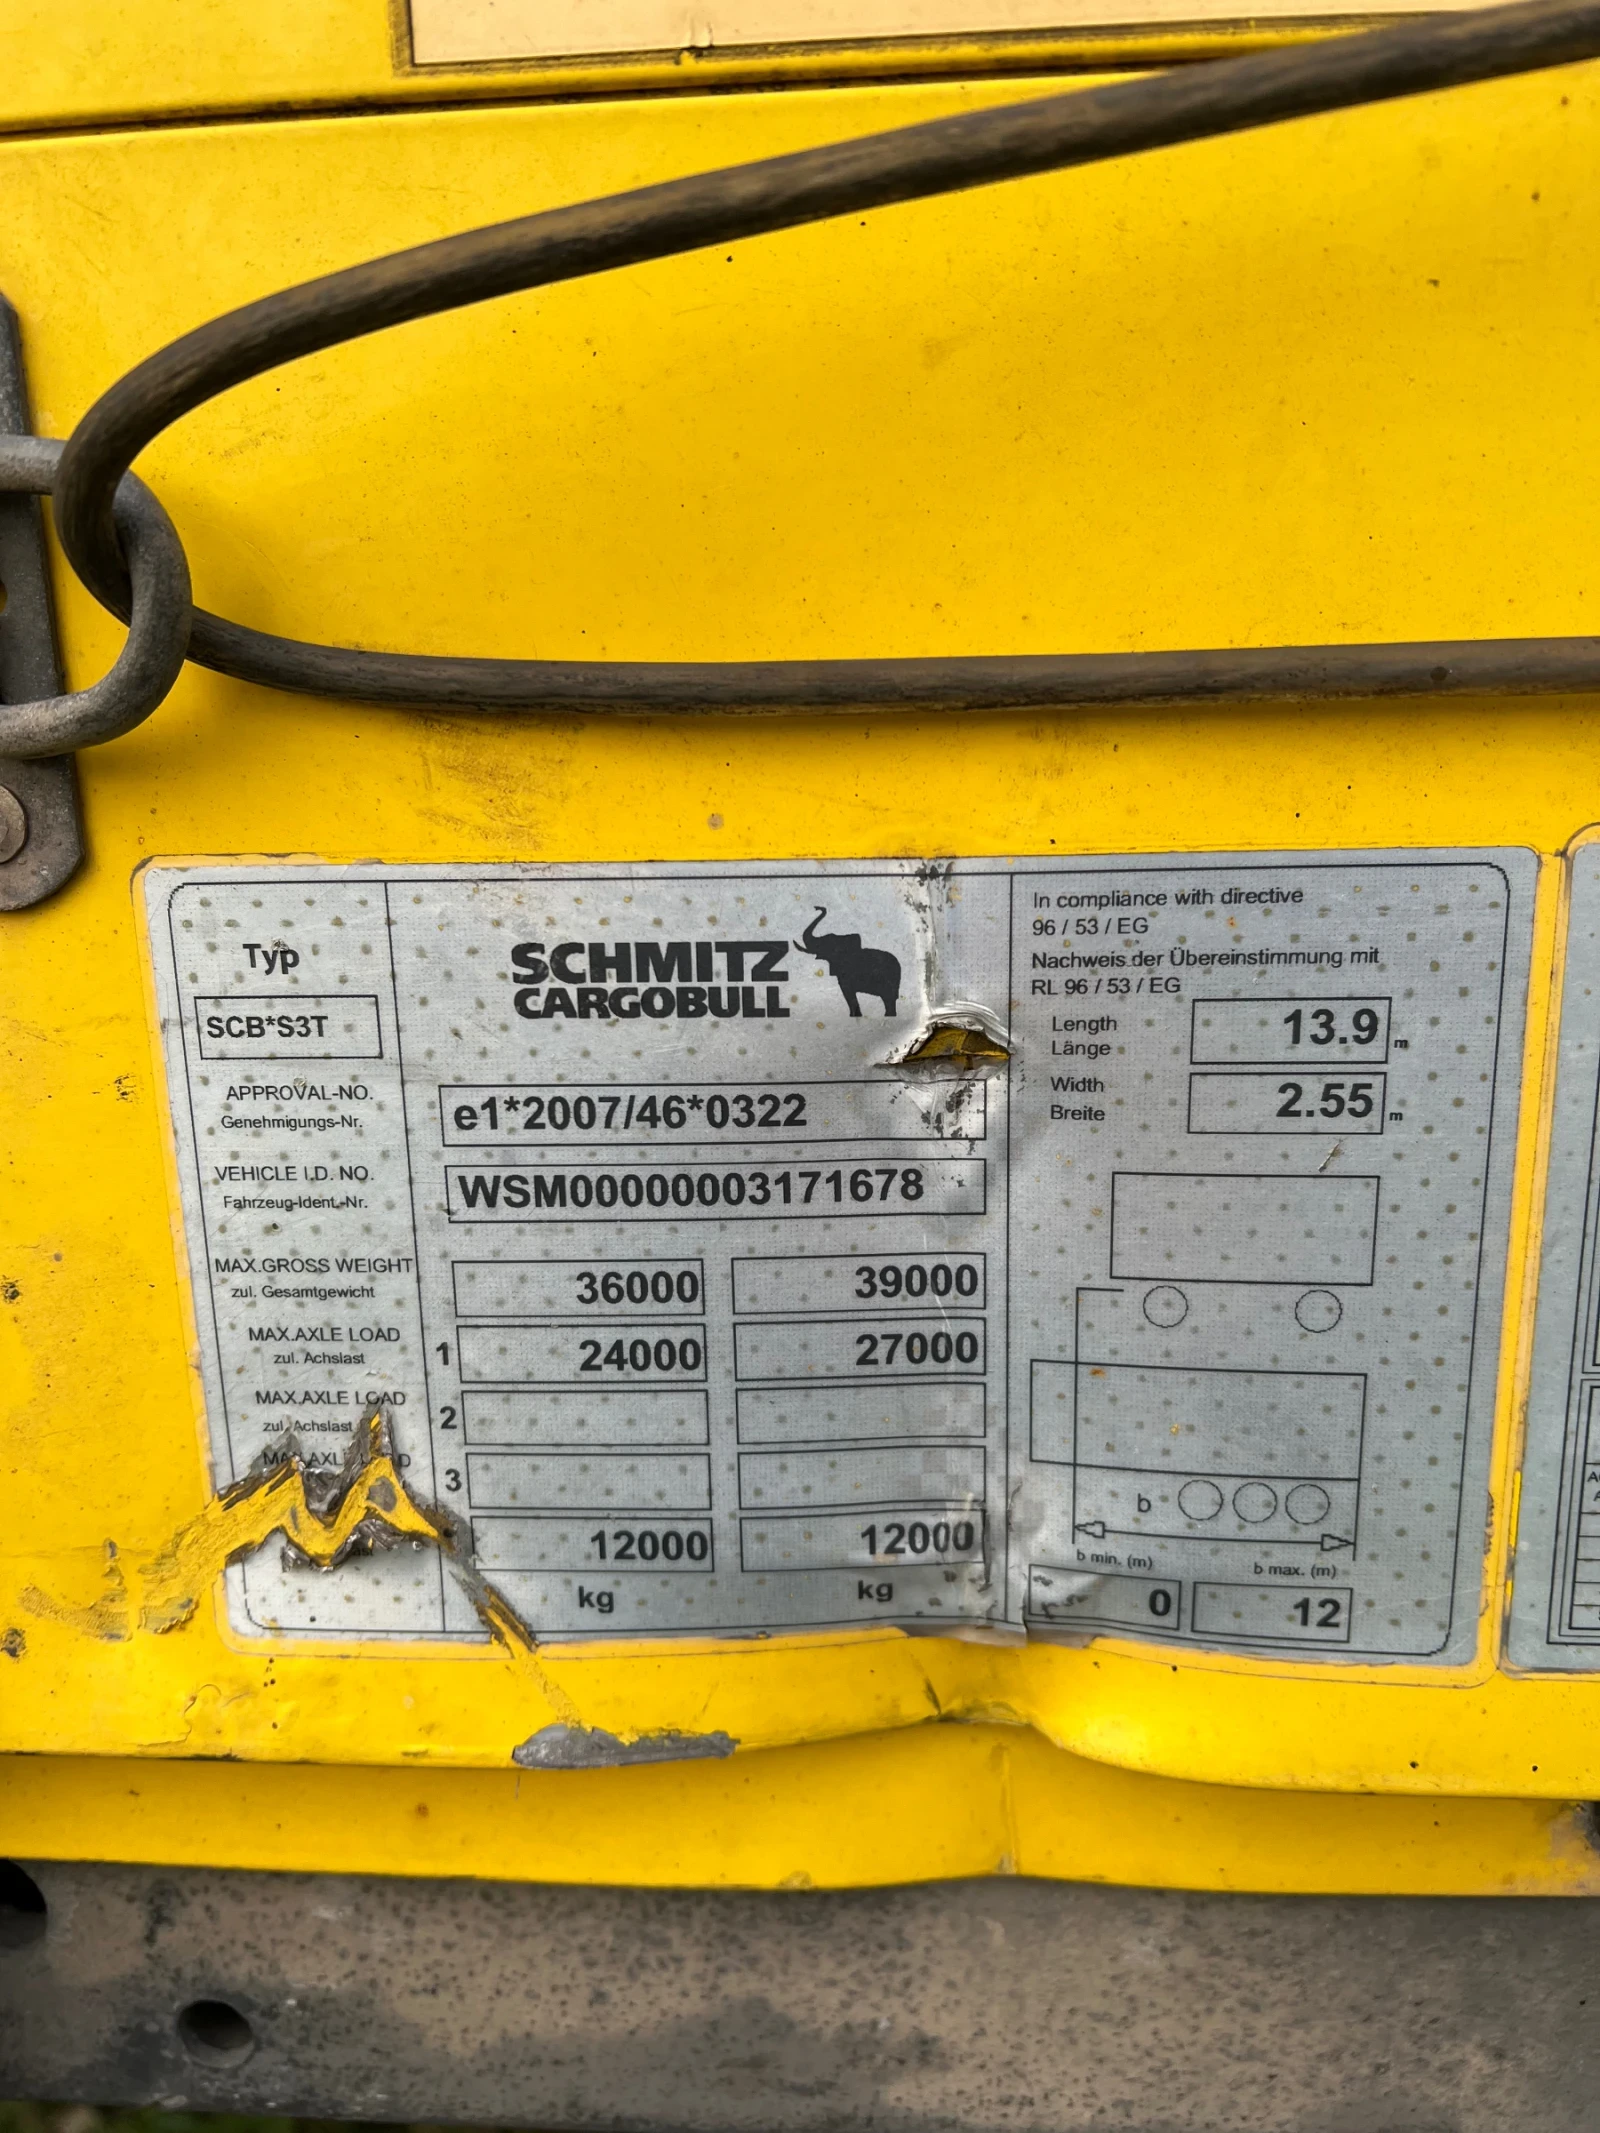 Typ
SCB*S3T
SCHMITZ
CARGOBULL
APPROVAL-NO.
Genehmigungs-Nr.
e1*2007/46*0322
VEHICLE I.D. NO.
Fahrzeug-Ident.-Nr.
WSM00000003171678
MAX.GROSS WEIGHT
zul. Gesamtgewicht
36000 39000
MAX.AXLE LOAD
zul. Achslast
1 24000 27000
MAX.AXLE LOAD
zul. Achslast
2
3
12000 12000
kg kg
In compliance with directive
96 / 53 / EG
Nachweis der Übereinstimmung mit
RL 96 / 53 / EG
Length
Länge
13.9 m
Width
Breite
2.55 m
b
b min. (m) b max. (m)
0 12